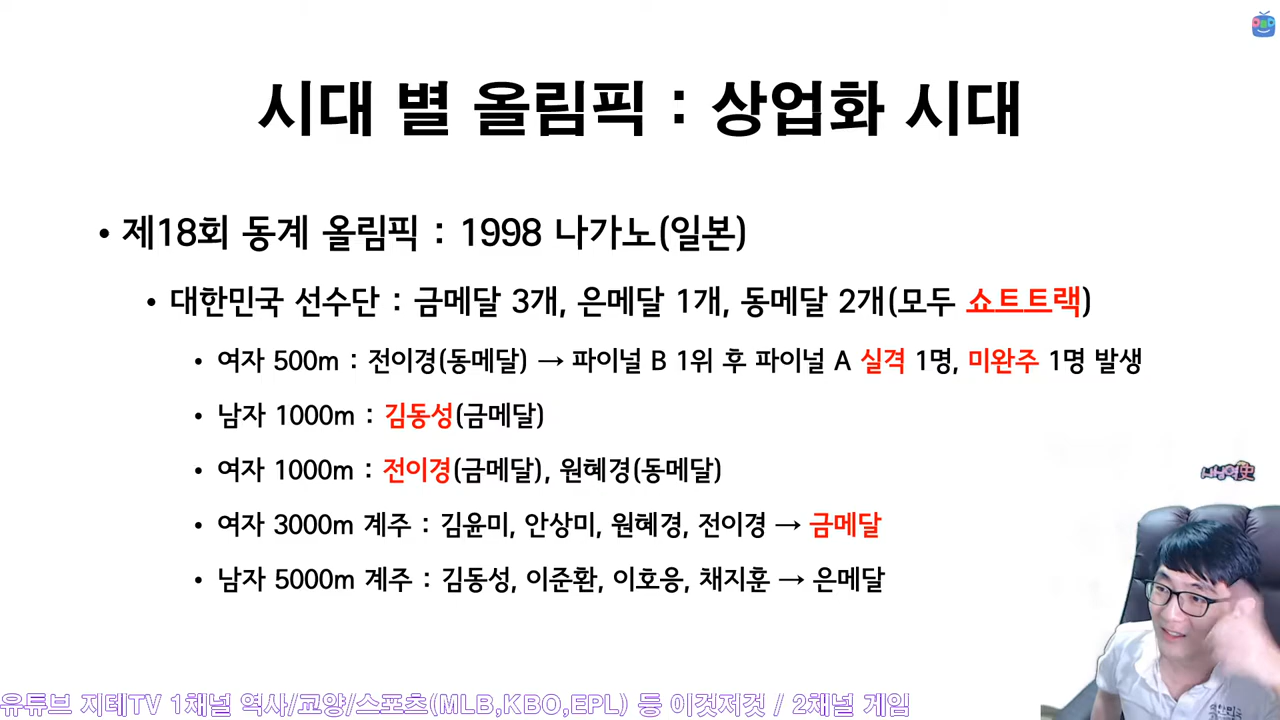 시대 별 올림픽 : 상업화 시대
• 제18회 동계 올림픽 : 1998 나가노(일본)
• 대한민국 선수단 : 금메달 3개, 은메달 1개, 동메달 2개(모두 쇼트트랙)
• 여자 500m : 전이경(동메달) → 파이널 B 1위 후 파이널 A 실격 1명, 미완주 1명 발생
• 남자 1000m : 김동성(금메달)
• 여자 1000m : 전이경(금메달), 원혜경(동메달)
• 여자 3000m 계주 : 김윤미, 안상미, 원혜경, 전이경 → 금메달
• 남자 5000m 계주 : 김동성, 이준환, 이호응, 채지훈 → 은메달
유튜브 지테TV 1채널 역사/교양/스포츠(MLB,KBO,EPL) 등 이것저것 / 2채널 게임